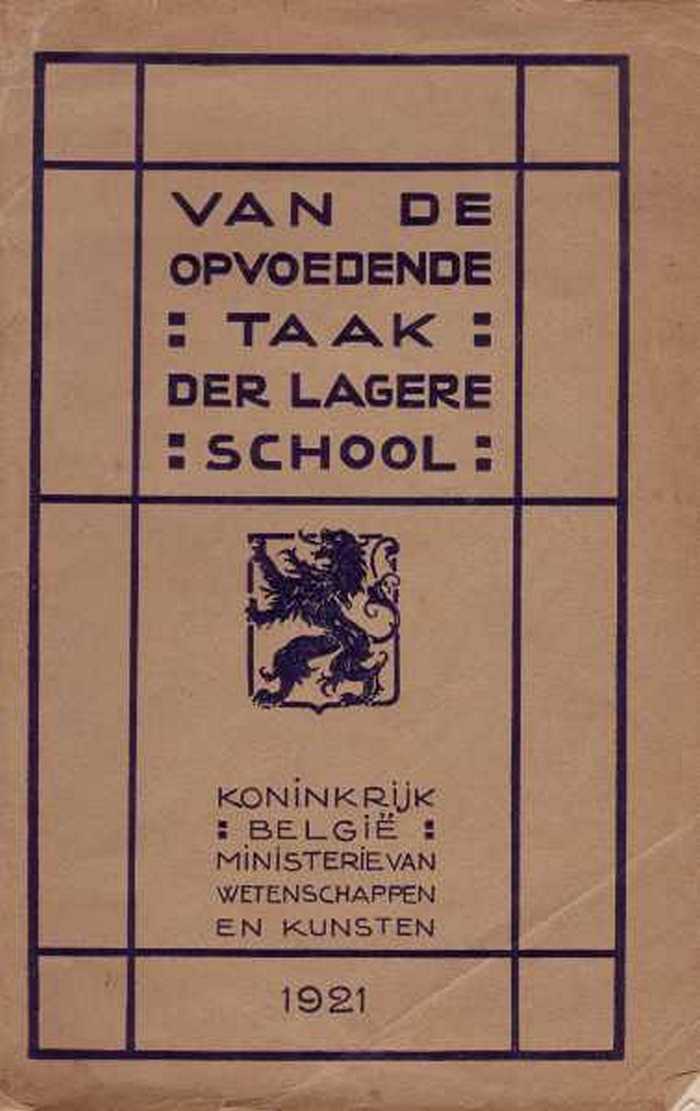 VAN DE
OPVOEDENDE
: TAAK :
DER LAGERE
: SCHOOL :
KONINKRIJK
: BELGIË :
MINISTERIE VAN
WETENSCHAPPEN
EN KUNSTEN
1921